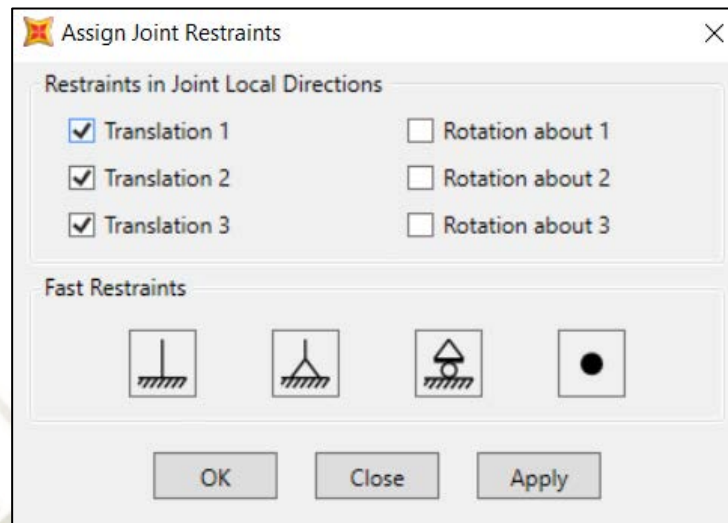 Assign Joint Restraints
Restraints in Joint Local Directions
Translation 1
Rotation about 1
Translation 2
Rotation about 2
Translation 3
Rotation about 3
Fast Restraints
OK
Close
Apply